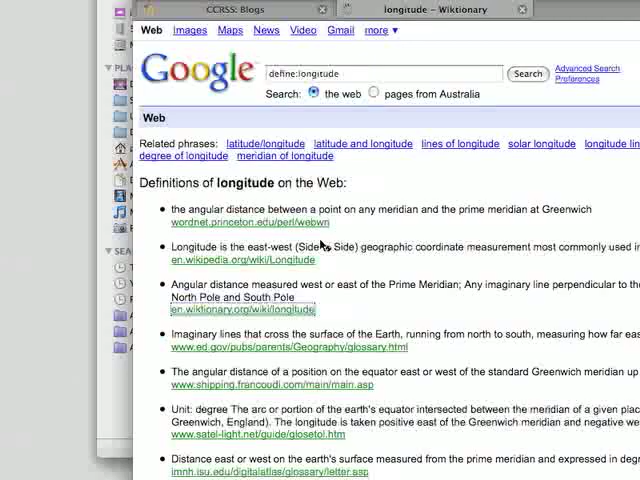 CCRSS: Blogs
longitude – Wiktionary
Web Images Maps News Video Gmail more ▼
Google
define:longitude
Search
Advanced Search
Preferences
Search: the web pages from Australia
Web
Related phrases: latitude/longitude latitude and longitude lines of longitude solar longitude longitude lin
degree of longitude meridian of longitude
Definitions of longitude on the Web:
the angular distance between a point on any meridian and the prime meridian at Greenwich
wordnet.princeton.edu/perl/webwn
Longitude is the east-west (Side Side) geographic coordinate measurement most commonly used in
en.wikipedia.org/wiki/Longitude
Angular distance measured west or east of the Prime Meridian; Any imaginary line perpendicular to the
North Pole and South Pole
en.wiktionary.org/wiki/longitude
Imaginary lines that cross the surface of the Earth, running from north to south, measuring how far eas
www.ed.gov/pubs/parents/Geography/glossary.html
The angular distance of a position on the equator east or west of the standard Greenwich meridian up
www.shipping.francoudi.com/main/main.asp
Unit: degree The arc or portion of the earth's equator intersected between the meridian of a given plac
Greenwich, England). The longitude is taken positive east of the Greenwich meridian and negative we
www.satel-light.net/guide/glosetol.htm
Distance east or west on the earth's surface measured from the prime meridian and expressed in degr
imnh.isu.edu/digitalatlas/glossary/letter.asp
PLA
SEA